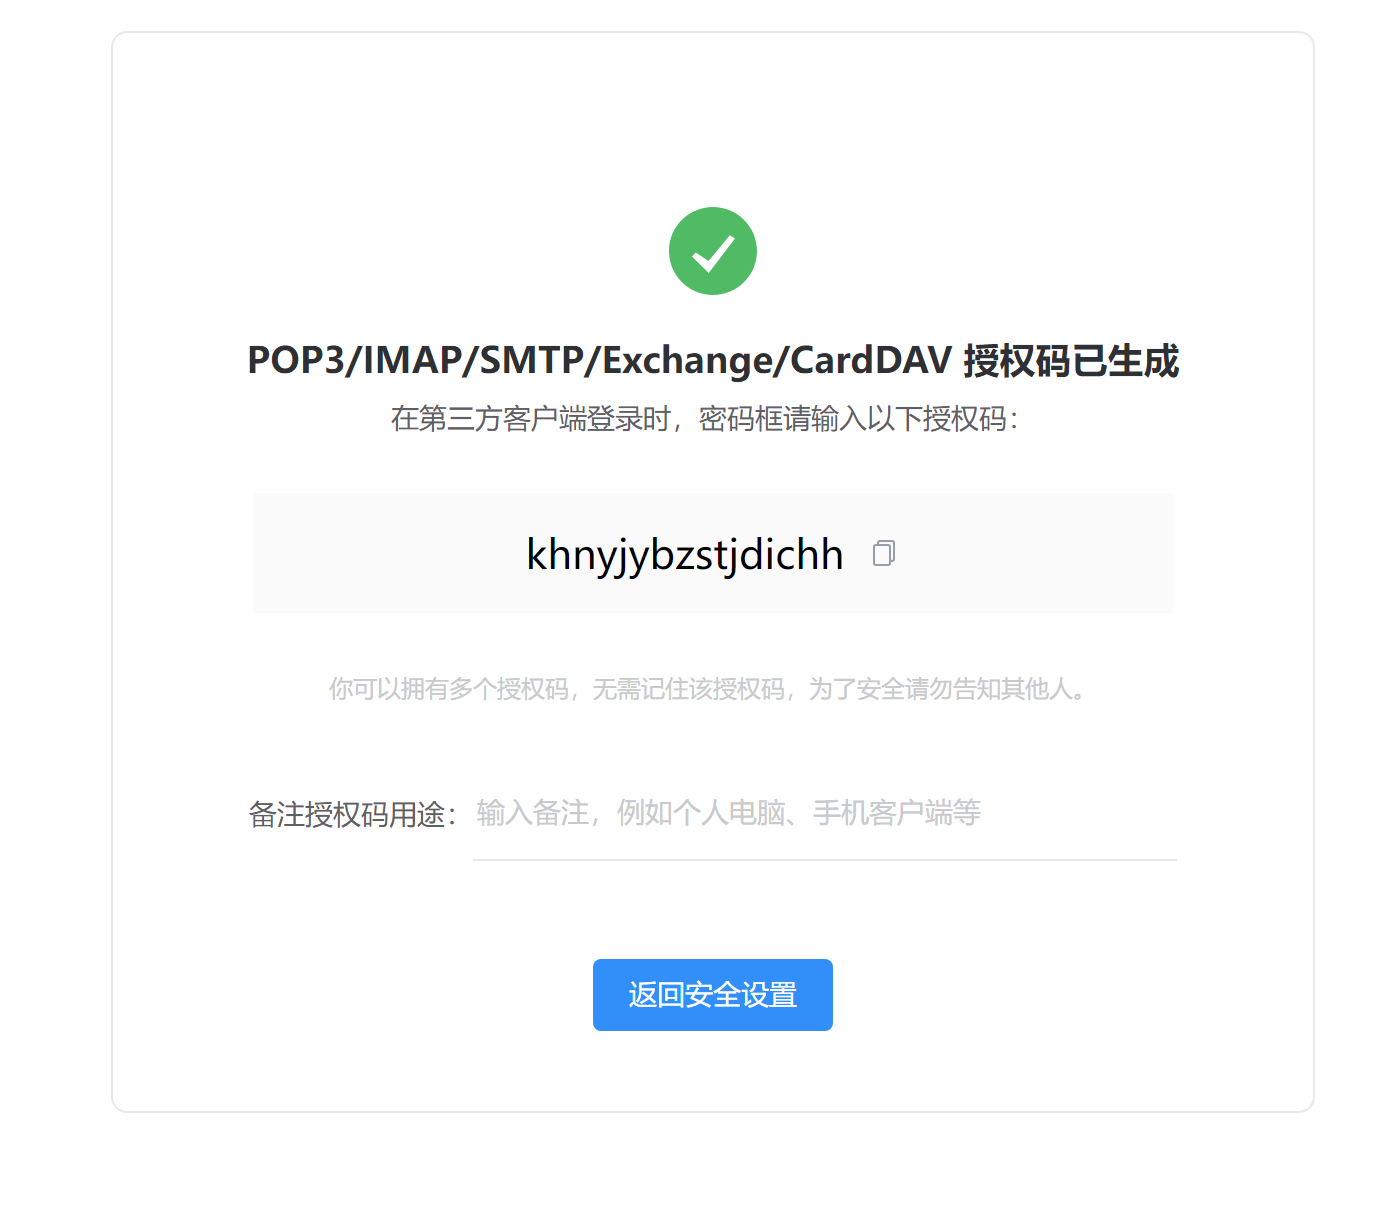 POP3/IMAP/SMTP/Exchange/CardDAV 授权码已生成
在第三方客户端登录时，密码框请输入以下授权码：
khnyjybzstjdichh
你可以拥有多个授权码，无需记住该授权码，为了安全请勿告知其他人。
备注授权码用途： 输入备注，例如个人电脑、手机客户端等
返回安全设置